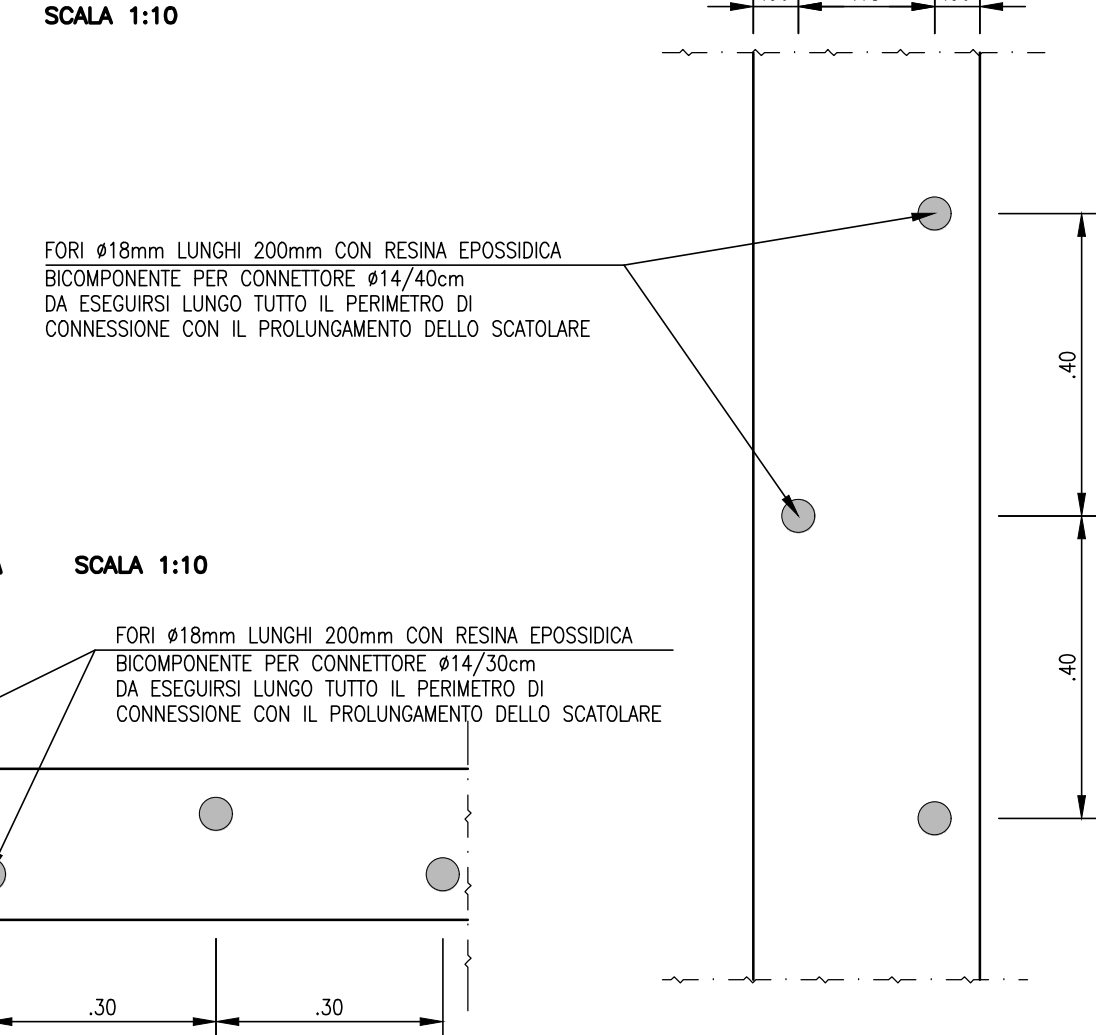 SCALA 1:10
FORI ø18mm LUNGHI 200mm CON RESINA EPOSSIDICA
BICOMPONENTE PER CONNETTORE ø14/40cm
DA ESEGUIRSI LUNGO TUTTO IL PERIMETRO DI
CONNESSIONE CON IL PROLUNGAMENTO DELLO SCATOLARE
.40
SCALA 1:10
FORI ø18mm LUNGHI 200mm CON RESINA EPOSSIDICA
BICOMPONENTE PER CONNETTORE ø14/30cm
DA ESEGUIRSI LUNGO TUTTO IL PERIMETRO DI
CONNESSIONE CON IL PROLUNGAMENTO DELLO SCATOLARE
.40
.30
.30